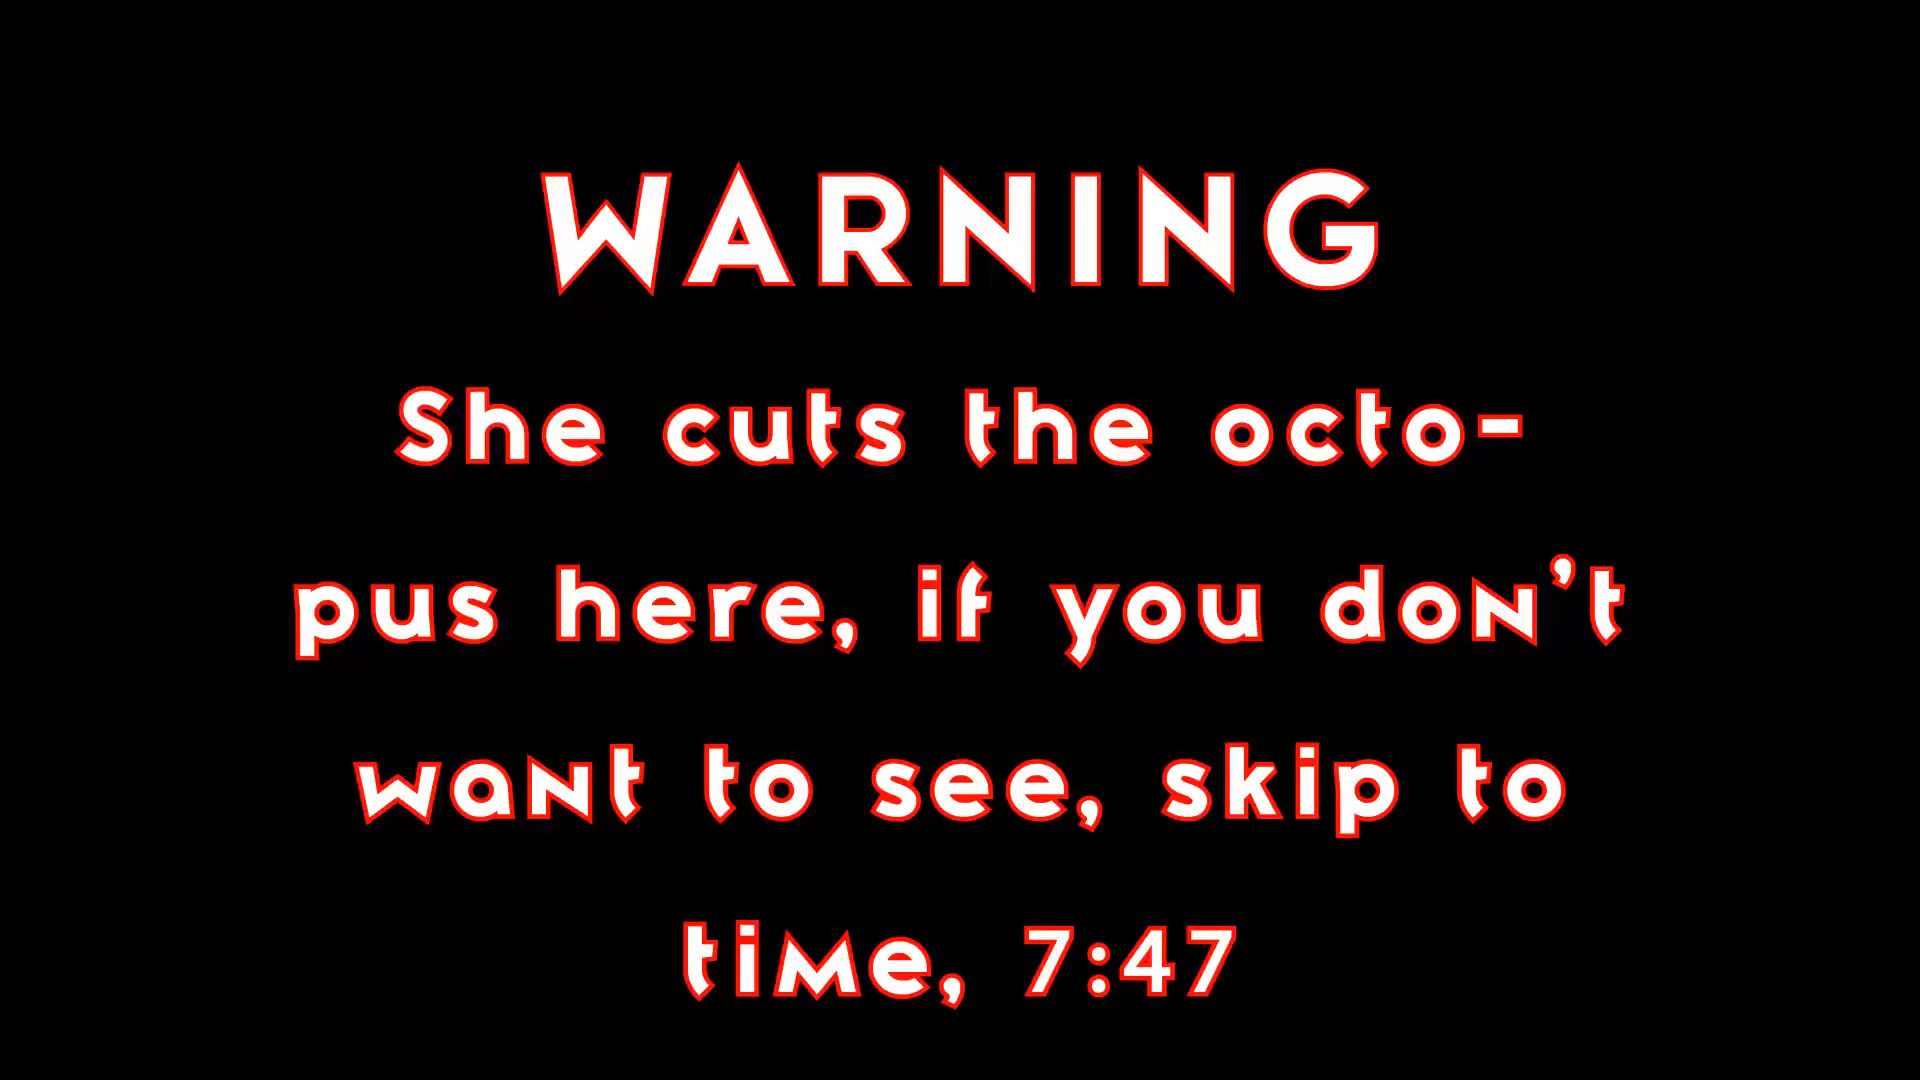 WARNING
She cuts the octo-
pus here, if you don't
want to see, skip to
time, 7:47